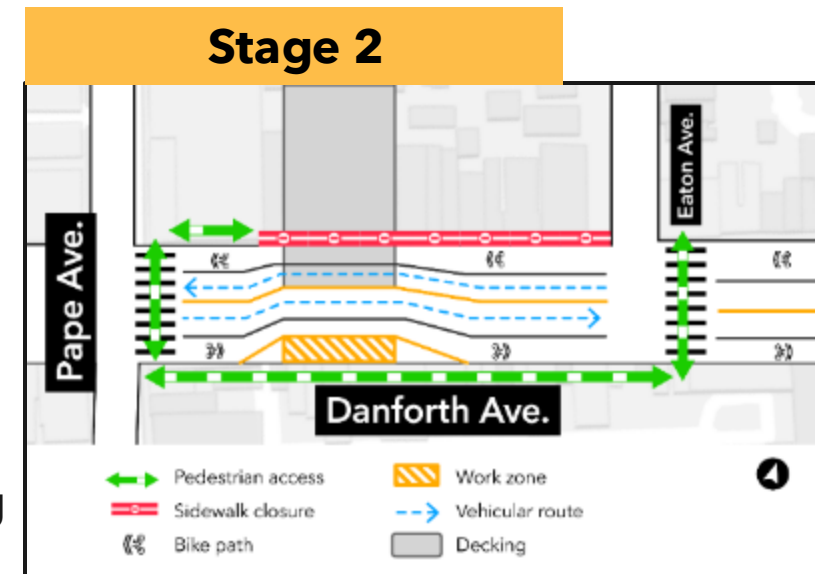 Stage 2
Eaton Ave.
Pape Ave.
Danforth Ave.
Pedestrian access
Work zone
Sidewalk closure
Vehicular route
Bike path
Decking